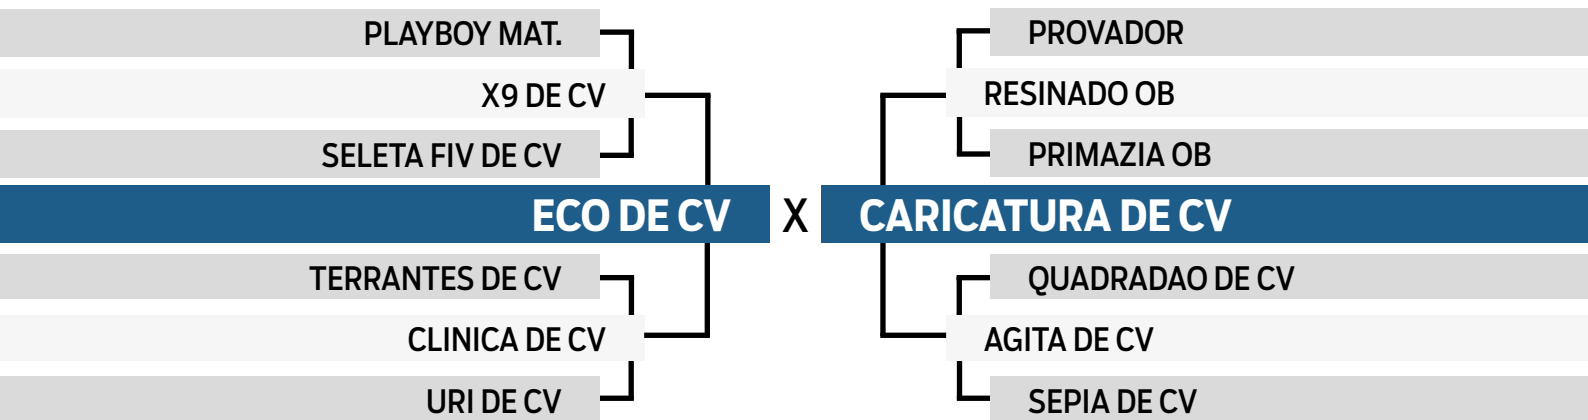 PLAYBOY MAT.
X9 DE CV
SELETA FIV DE CV
ECO DE CV
TERRANTES DE CV
CLINICA DE CV
URI DE CV
X
PROVADOR
RESINADO OB
PRIMAZIA OB
CARICATURA DE CV
QUADRADAO DE CV
AGITA DE CV
SEPIA DE CV